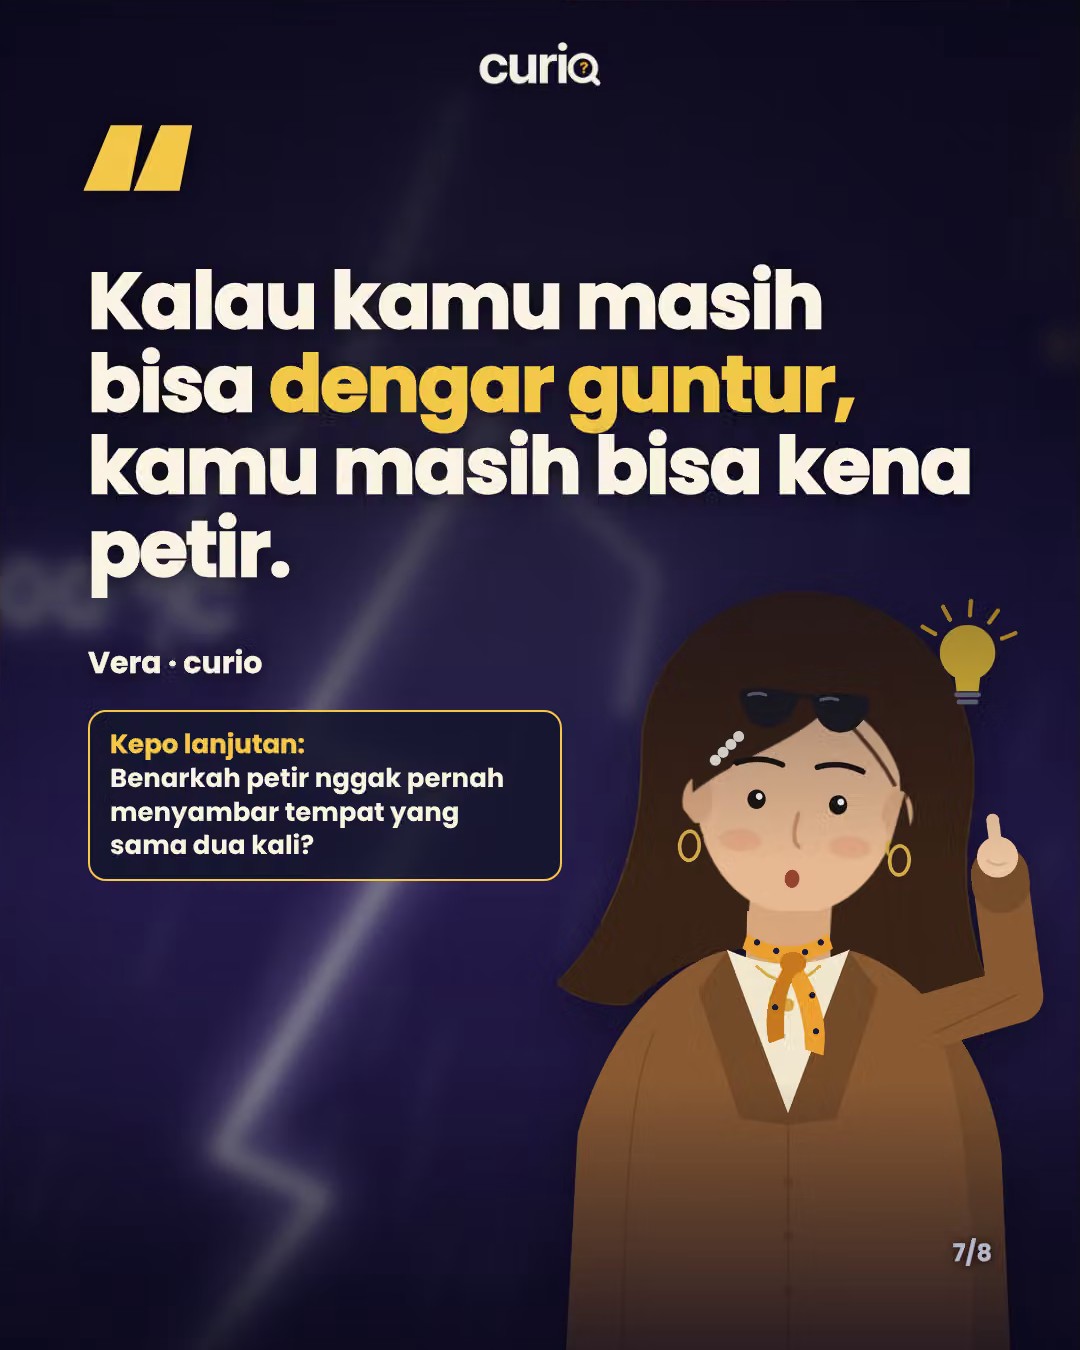 curio
"
Kalau kamu masih
bisa dengar guntur,
kamu masih bisa kena
petir.
Vera · curio
Kepo lanjutan:
Benarkah petir nggak pernah
menyambar tempat yang
sama dua kali?
7/8